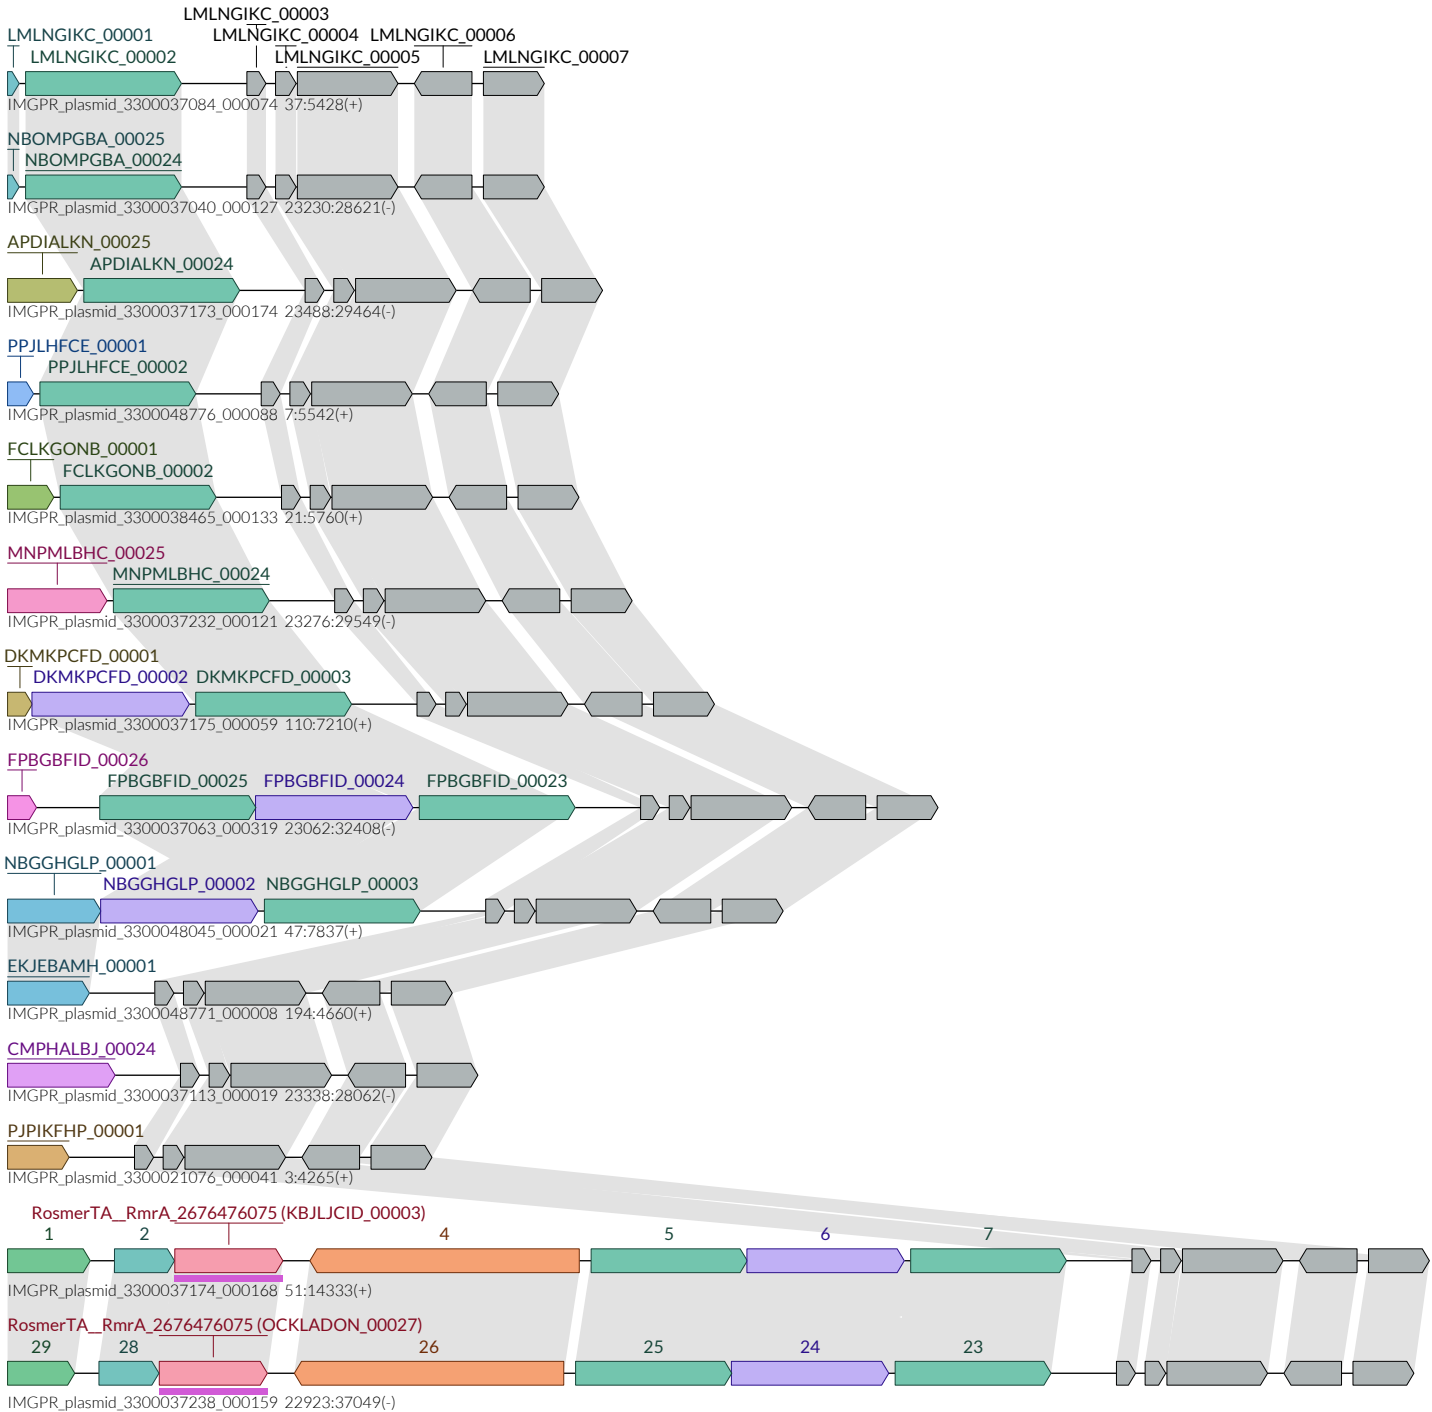 LMLNGIKC_00003
LMLNGIKC_00001 LMLNGIKC_00004 LMLNGIKC_00006
LMLNGIKC_00002 LMLNGIKC_00005 LMLNGIKC_00007
IMGPR_plasmid_3300037084_000074 37:5428(+)
NBOMPGBA_00025
NBOMPGBA_00024
IMGPR_plasmid_3300037040_000127 23230:28621(-)
APDIALKN_00025
APDIALKN_00024
IMGPR_plasmid_3300037173_000174 23488:29464(-)
PPJLHFCE_00001
PPJLHFCE_00002
IMGPR_plasmid_3300048776_000088 7:5542(+)
FCLKGONB_00001
FCLKGONB_00002
IMGPR_plasmid_3300038465_000133 21:5760(+)
MNPMLBHC_00025
MNPMLBHC_00024
IMGPR_plasmid_3300037232_000121 23276:29549(-)
DKMKPCFD_00001
DKMKPCFD_00002 DKMKPCFD_00003
IMGPR_plasmid_3300037175_000059 110:7210(+)
FPBGBFID_00026
FPBGBFID_00025 FPBGBFID_00024 FPBGBFID_00023
IMGPR_plasmid_3300037063_000319 23062:32408(-)
NBGGHGLP_00001
NBGGHGLP_00002 NBGGHGLP_00003
IMGPR_plasmid_3300048045_000021 47:7837(+)
EKJEBAMH_00001
IMGPR_plasmid_3300048771_000008 194:4660(+)
CMPHALBJ_00024
IMGPR_plasmid_3300037113_000019 23338:28062(-)
PJPIKFHP_00001
IMGPR_plasmid_3300021076_000041 3:4265(+)
RosmerTA__RmrA_2676476075 (KBJLJCID_00003)
1 2 4 5 6 7
IMGPR_plasmid_3300037174_000168 51:14333(+)
RosmerTA__RmrA_2676476075 (OCKLADON_00027)
29 28 26 25 24 23
IMGPR_plasmid_3300037238_000159 22923:37049(-)